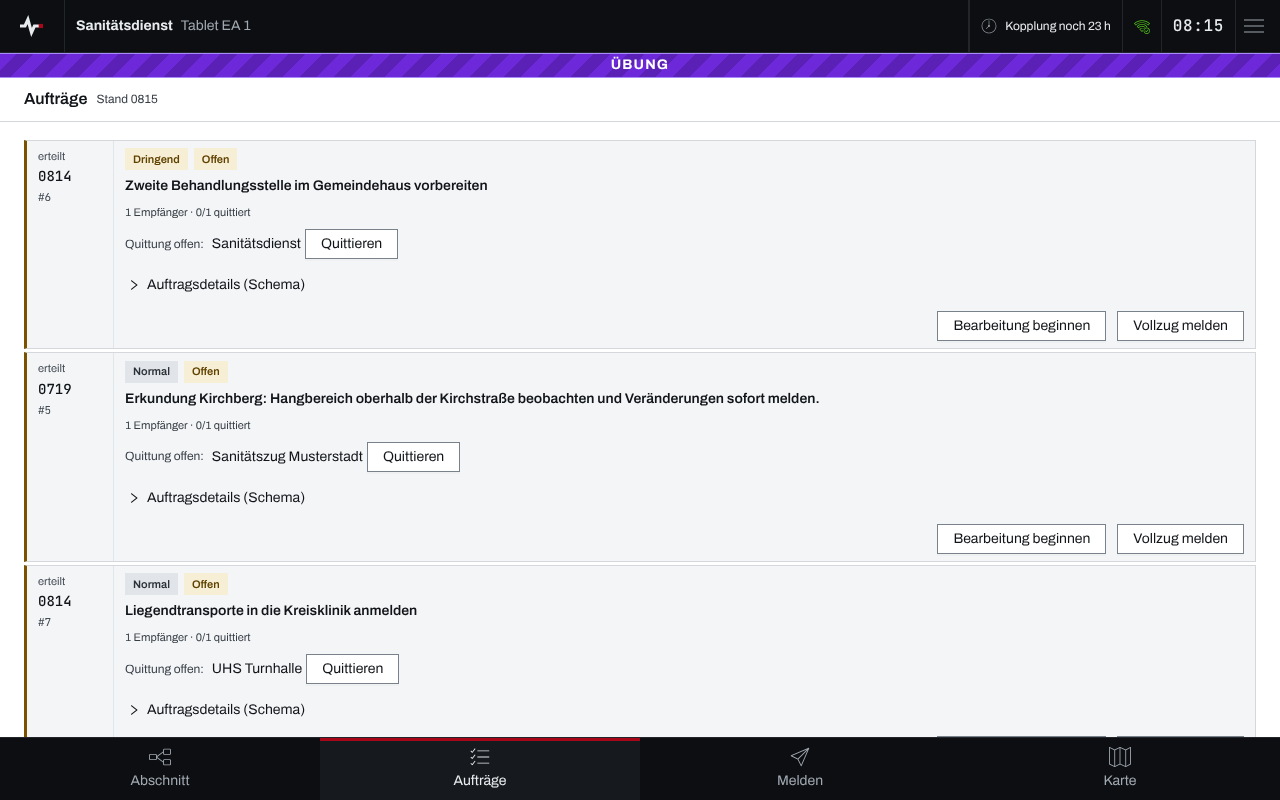 Sanitätsdienst Tablet EA 1
Kopplung noch 23 h
08:15
ÜBUNG
Aufträge Stand 0815
erteilt
0814
#6
Dringend Offen
Zweite Behandlungsstelle im Gemeindehaus vorbereiten
1 Empfänger · 0/1 quittiert
Quittung offen: Sanitätsdienst Quittieren
Auftragsdetails (Schema)
Bearbeitung beginnen Vollzug melden
erteilt
0719
#5
Normal Offen
Erkundung Kirchberg: Hangbereich oberhalb der Kirchstraße beobachten und Veränderungen sofort melden.
1 Empfänger · 0/1 quittiert
Quittung offen: Sanitätszug Musterstadt Quittieren
Auftragsdetails (Schema)
Bearbeitung beginnen Vollzug melden
erteilt
0814
#7
Normal Offen
Liegendtransporte in die Kreisklinik anmelden
1 Empfänger · 0/1 quittiert
Quittung offen: UHS Turnhalle Quittieren
Auftragsdetails (Schema)
Abschnitt Aufträge Melden Karte